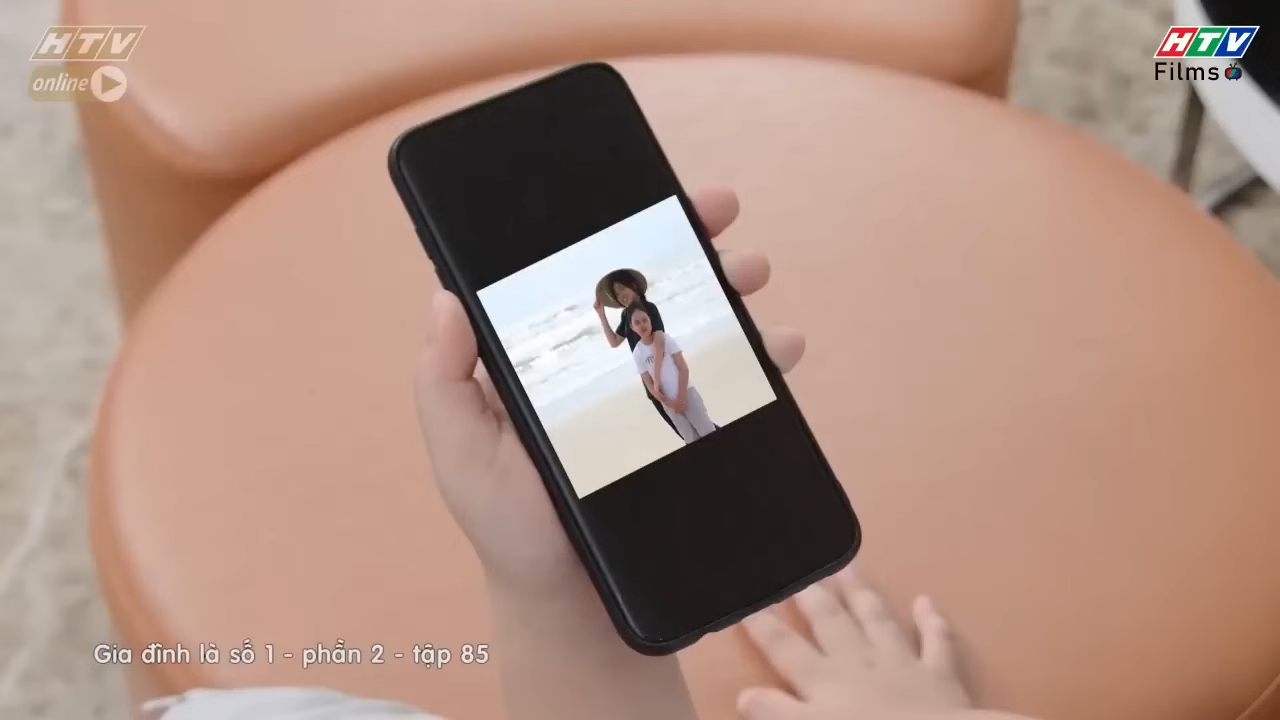 HTV
online
HTV
Films
Gia đình là số 1 - phần 2 - tập 85